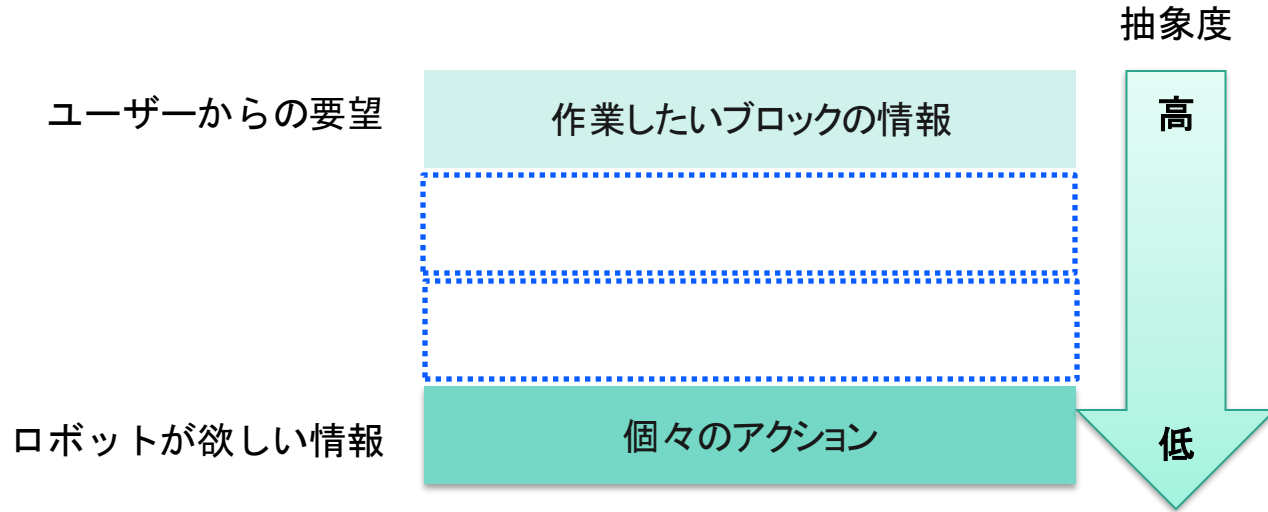 抽象度
ユーザーからの要望
作業したいブロックの情報
高
ロボットが欲しい情報
個々のアクション
低